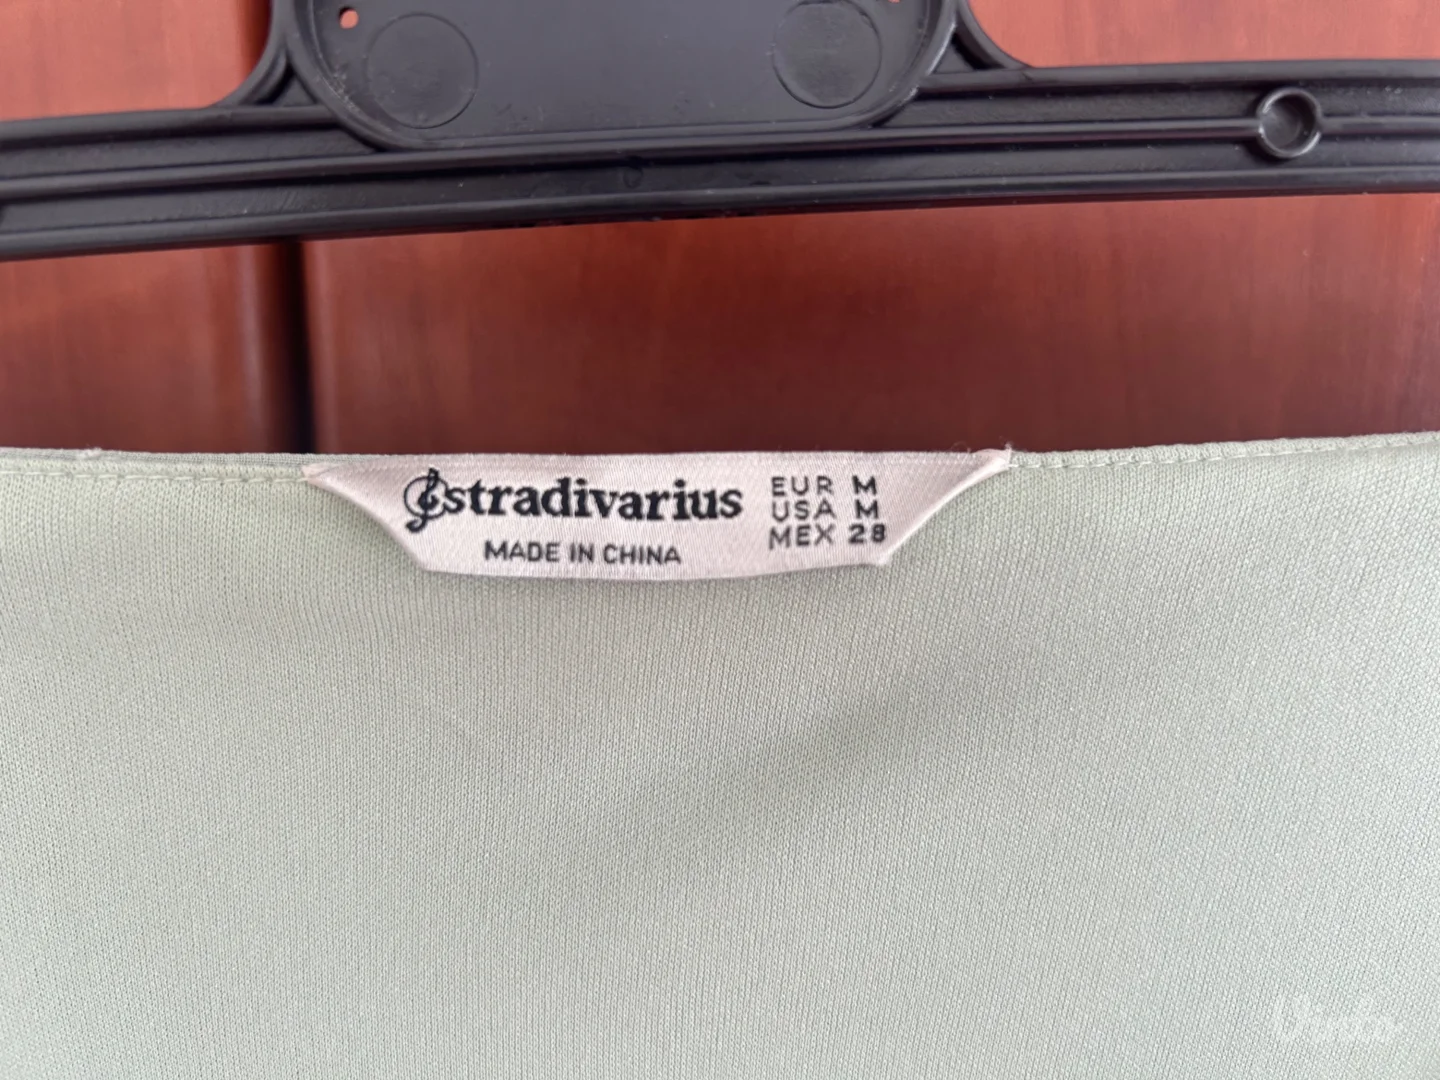 stradivarius
MADE IN CHINA
EUR M
USA M
MEX 28